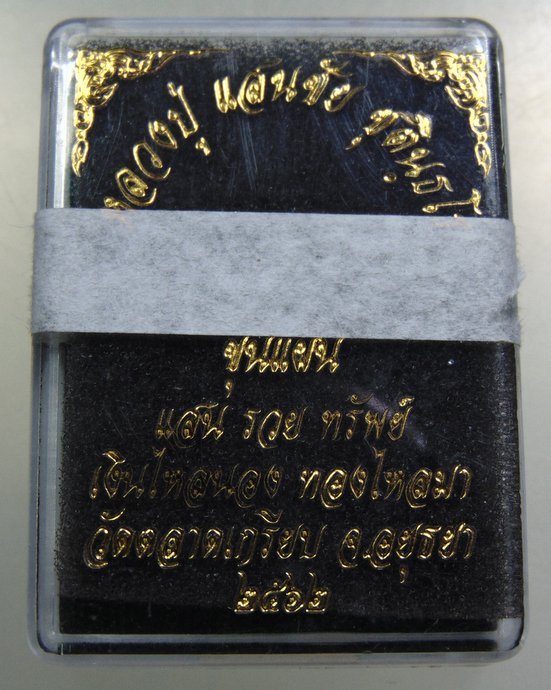 หลวงปู่ แสนชัย
ขุนแผน
แสน รวย ทรัพย์
เงินไหลนอง ทองไหลมา
วัดตลาดเกรียบ จ.อยุธยา
๒๕๖๒